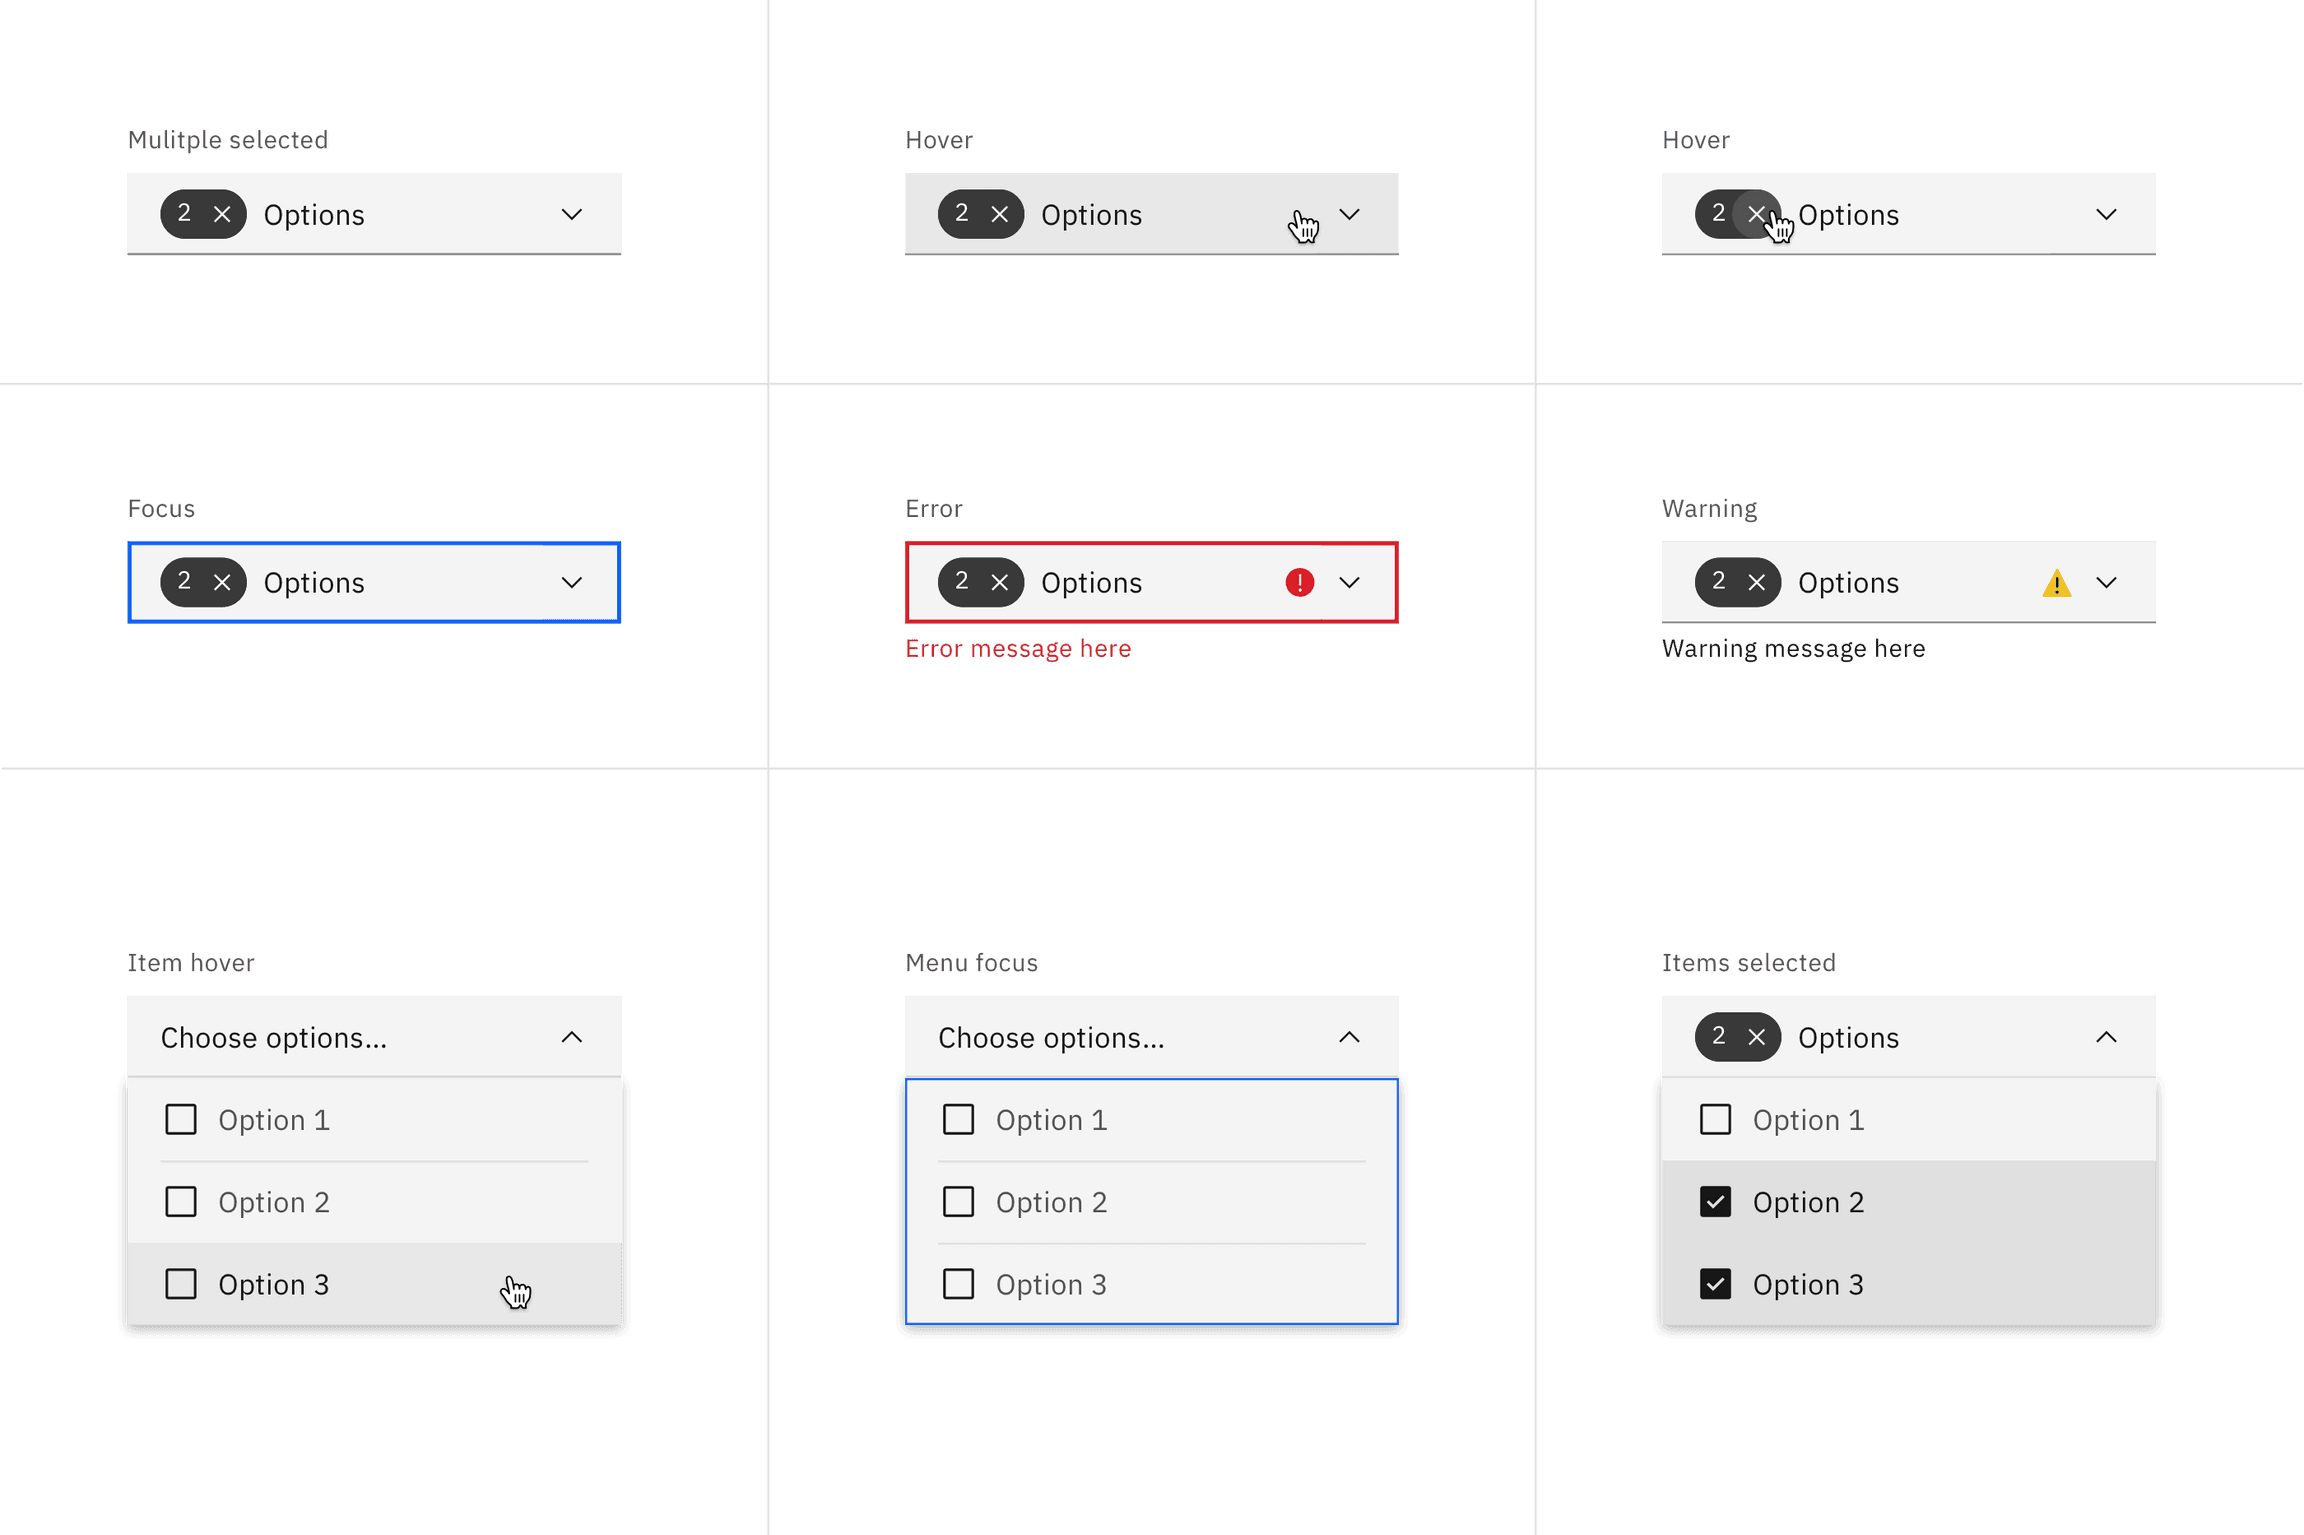 Mulitple selected
2 Options
Hover
2 Options
Hover
2 Options
Focus
2 Options
Error
2 Options
Error message here
Warning
2 Options
Warning message here
Item hover
Choose options...
Option 1
Option 2
Option 3
Menu focus
Choose options...
Option 1
Option 2
Option 3
Items selected
2 Options
Option 1
Option 2
Option 3